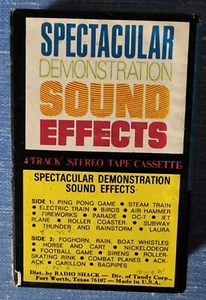 SPECTACULAR
DEMONSTRATION
SOUND
EFFECTS
4 TRACK STEREO TAPE CASSETTE
SPECTACULAR DEMONSTRATION
SOUND EFFECTS
SIDE 1: PING PONG GAME • STEAM TRAIN
• ELECTRIC TRAIN • BIRDS • AIR HAMMER
• FIREWORKS • PARADE • DC-7 • JET
PLANE • ROLLER COASTER • SUBWAY
• THUNDER AND RAINSTORM • LAURA
SIDE 2: FOGHORN, RAIN, BOAT WHISTLES
• HORSE AND CART • NICKELODEON
• FOOTBALL GAME • SIRENS • ROLLER-
SKATING RINK • COMBAT PLANES • ACK-
ACK • CARILLON • BAGPIPES
Dist. by RADIO SHACK — Div. of Tandy Corp.
Fort Worth, Texas 76107 — Made in U.S.A.